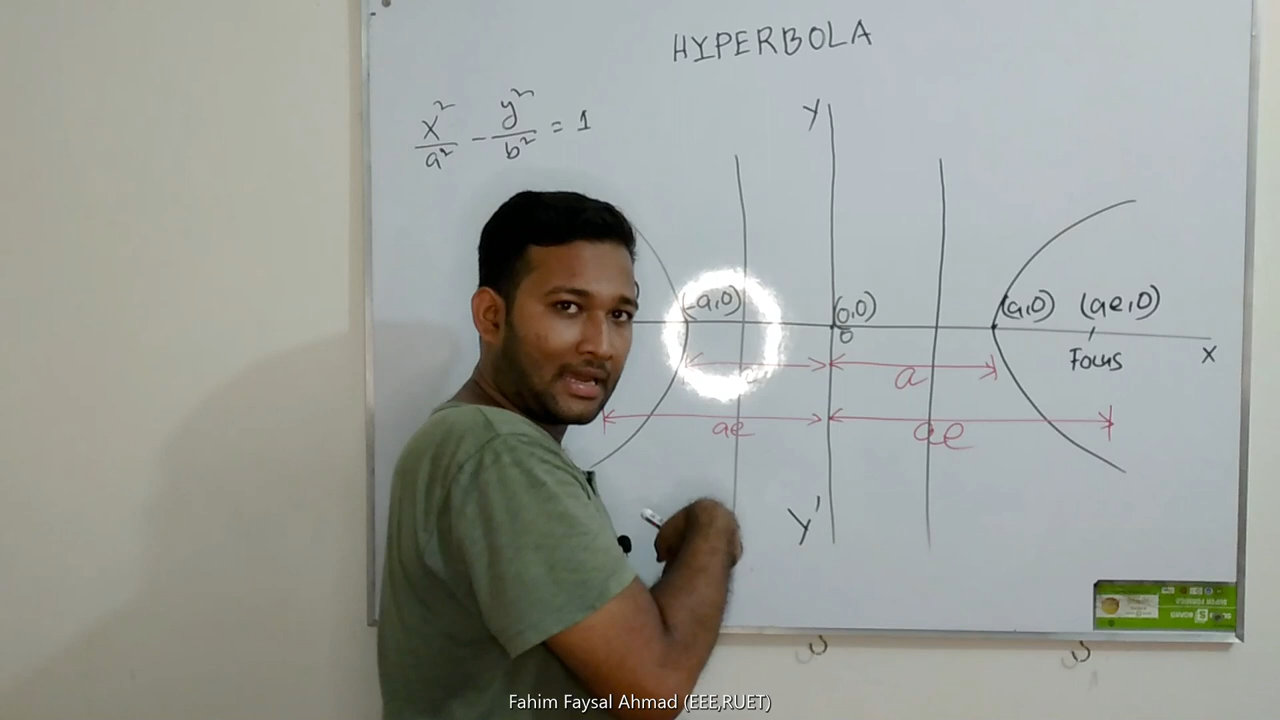 HYPERBOLA
x²/a² - y²/b² = 1
Y
(-a,0)
(0,0)
(a,0)
(ae,0)
0
Focus
X
a
ae
ae
Y'
Fahim Faysal Ahmad (EEE,RUET)